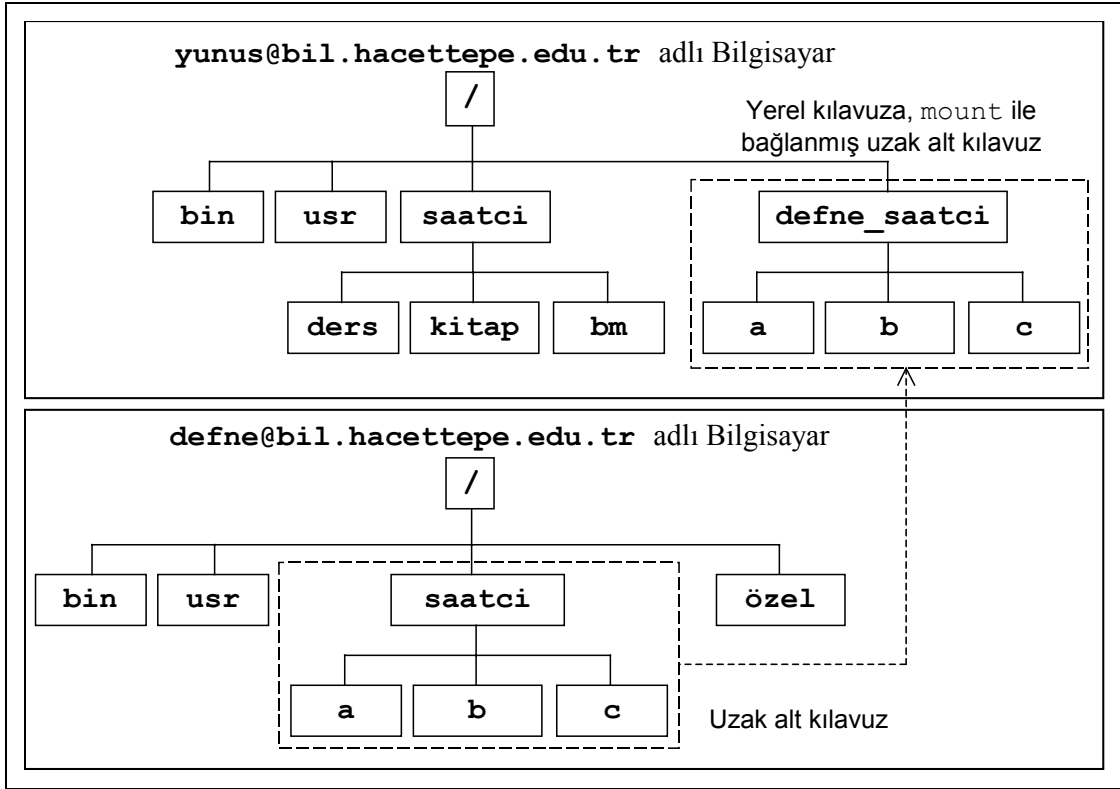 yunus@bil.hacettepe.edu.tr adlı Bilgisayar
/
Yerel kılavuza, mount ile
bağlanmış uzak alt kılavuz
bin usr saatci defne_saatci
ders kitap bm a b c
defne@bil.hacettepe.edu.tr adlı Bilgisayar
/
bin usr saatci özel
a b c
Uzak alt kılavuz